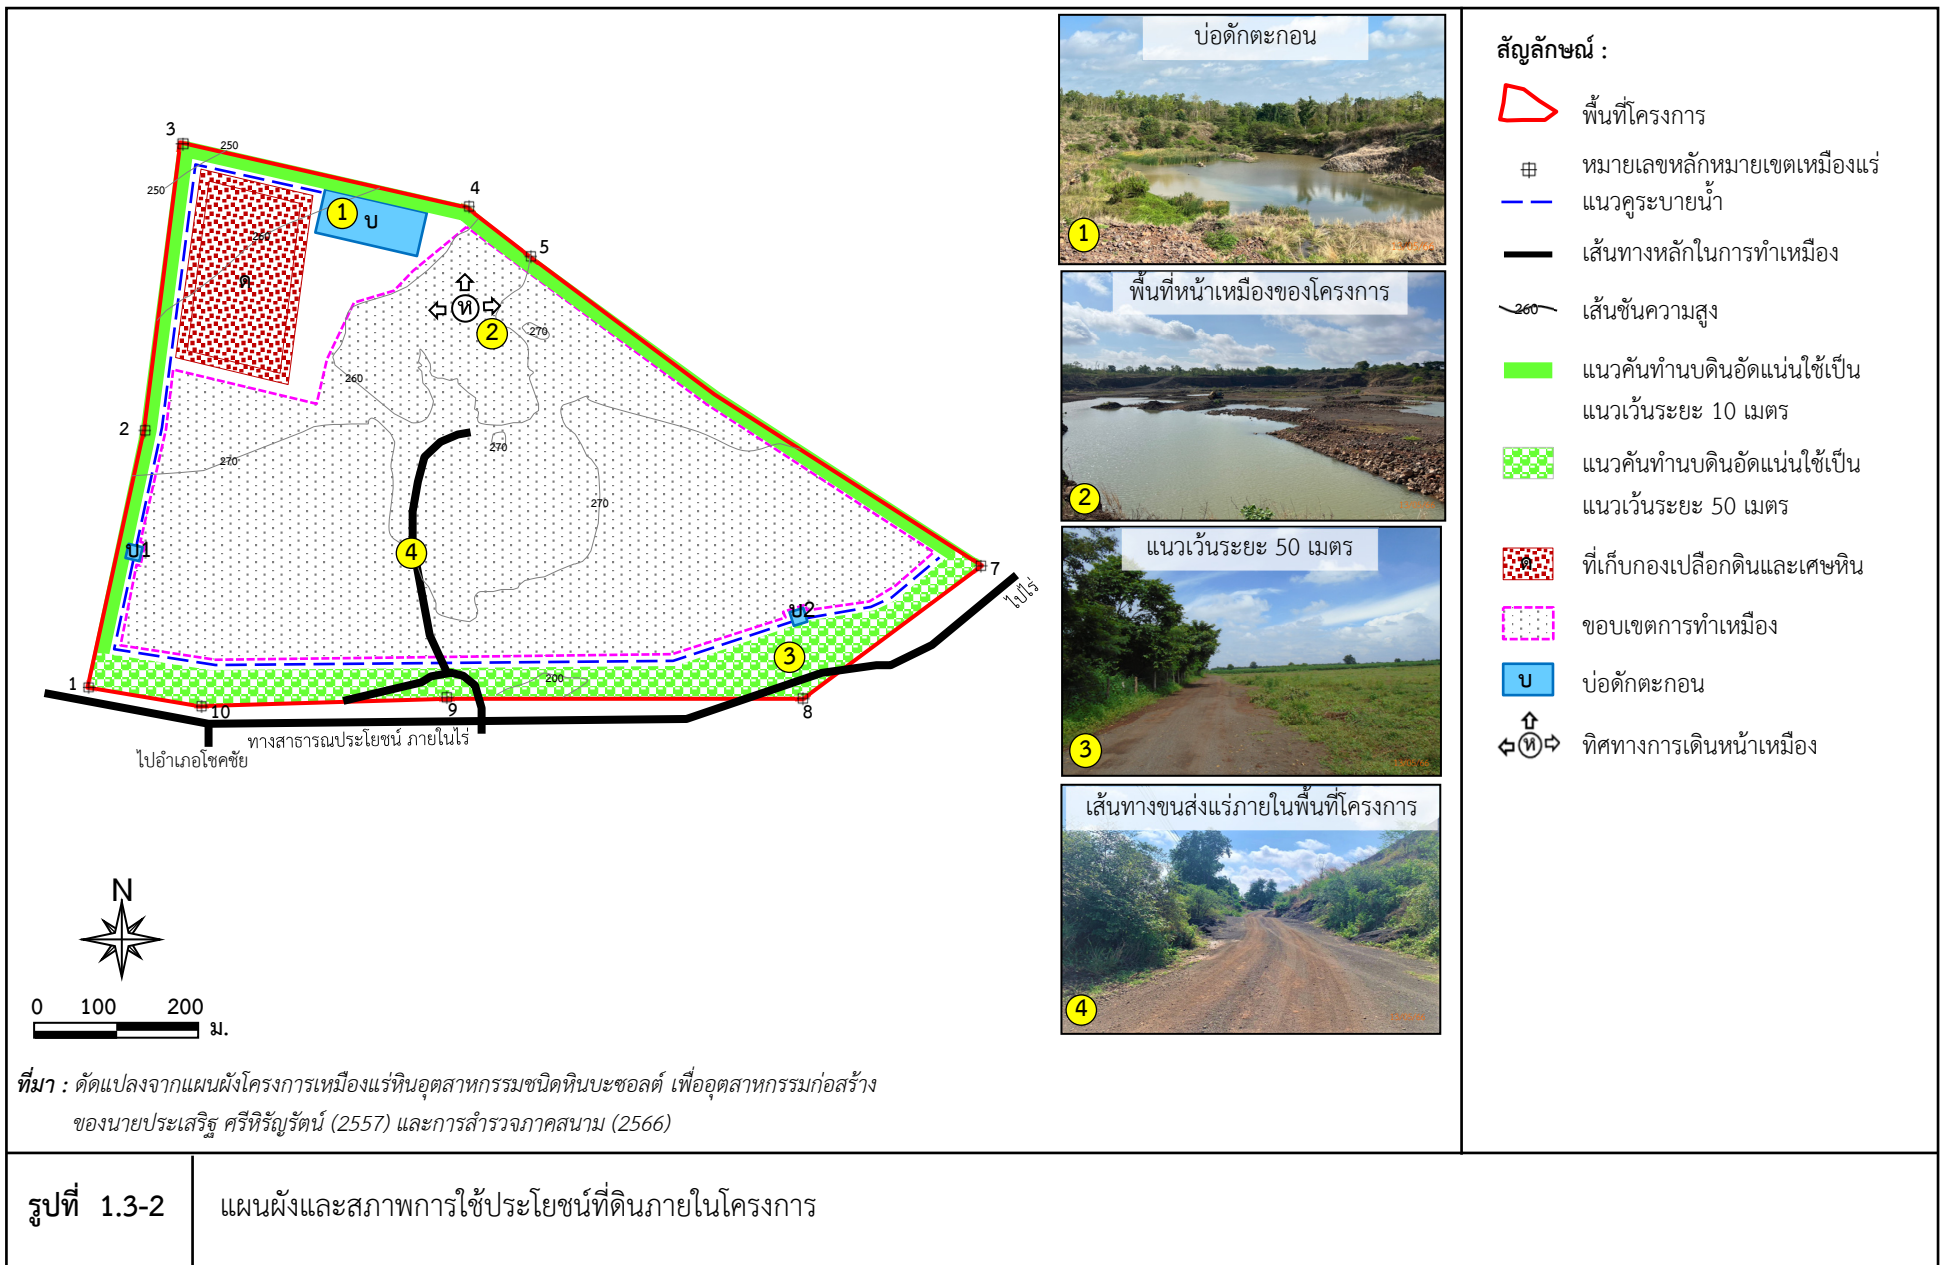 3
250
250
4
5
1
บ
260
ด
ห
2
270
260
2
270
270
270
4
บ1
7
ไปไร่
บ2
3
1
200
10
9
8
ทางสาธารณประโยชน์ ภายในไร่
ไปอำเภอโชคชัย
N
0 100 200
ม.
ที่มา : ดัดแปลงจากแผนผังโครงการเหมืองแร่หินอุตสาหกรรมชนิดหินบะซอลต์ เพื่ออุตสาหกรรมก่อสร้าง
ของนายประเสริฐ ศรีหิรัญรัตน์ (2557) และการสำรวจภาคสนาม (2566)
บ่อดักตะกอน
1
พื้นที่หน้าเหมืองของโครงการ
2
แนวเว้นระยะ 50 เมตร
3
เส้นทางขนส่งแร่ภายในพื้นที่โครงการ
4
สัญลักษณ์ :
พื้นที่โครงการ
หมายเลขหลักหมายเขตเหมืองแร่
แนวคูระบายน้ำ
เส้นทางหลักในการทำเหมือง
260 เส้นชันความสูง
แนวคันทำนบดินอัดแน่นใช้เป็น
แนวเว้นระยะ 10 เมตร
แนวคันทำนบดินอัดแน่นใช้เป็น
แนวเว้นระยะ 50 เมตร
ด ที่เก็บกองเปลือกดินและเศษหิน
ขอบเขตการทำเหมือง
บ บ่อดักตะกอน
ห ทิศทางการเดินหน้าเหมือง
รูปที่ 1.3-2
แผนผังและสภาพการใช้ประโยชน์ที่ดินภายในโครงการ